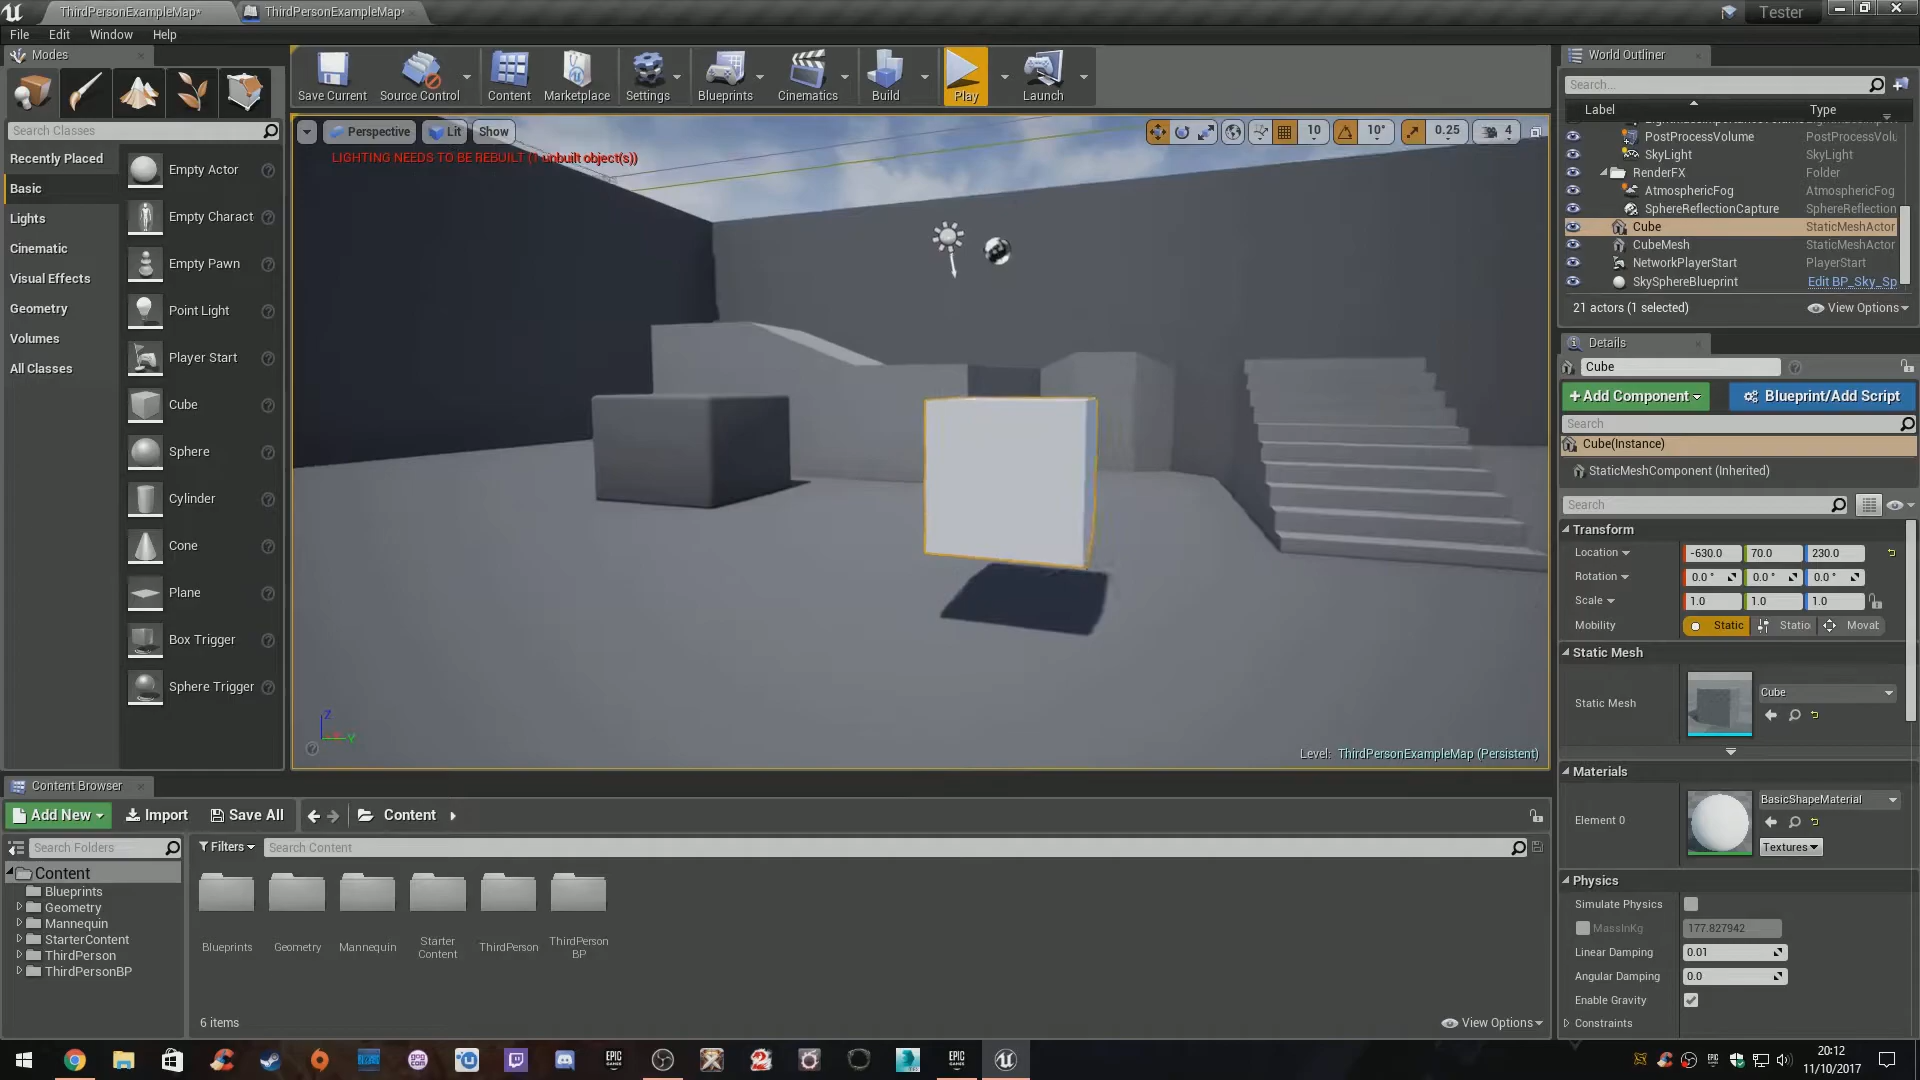 ThirdPersonExampleMap*
ThirdPersonExampleMap*
Tester
File Edit Window Help
Modes
Save Current
Source Control
Content
Marketplace
Settings
Blueprints
Cinematics
Build
Play
Launch
Search Classes
Recently Placed
Basic
Lights
Cinematic
Visual Effects
Geometry
Volumes
All Classes
Empty Actor
Empty Charact
Empty Pawn
Point Light
Player Start
Cube
Sphere
Cylinder
Cone
Plane
Box Trigger
Sphere Trigger
Perspective Lit Show
10 10° 0.25 4
LIGHTING NEEDS TO BE REBUILT (1 unbuilt object(s))
Z
Y
Level: ThirdPersonExampleMap (Persistent)
World Outliner
Search...
Label Type
PostProcessVolume PostProcessVolu
SkyLight SkyLight
RenderFX Folder
AtmosphericFog AtmosphericFog
SphereReflectionCapture SphereReflection
Cube StaticMeshActor
CubeMesh StaticMeshActor
NetworkPlayerStart PlayerStart
SkySphereBlueprint Edit BP_Sky_Sp
21 actors (1 selected) View Options
Details
Cube
+Add Component Blueprint/Add Script
Search
Cube(Instance)
StaticMeshComponent (Inherited)
Search
Transform
Location -630.0 70.0 230.0
Rotation 0.0° 0.0° 0.0°
Scale 1.0 1.0 1.0
Mobility Static Statio Movab
Static Mesh
Static Mesh Cube
Materials
Element 0 BasicShapeMaterial
Textures
Physics
Simulate Physics
MassInKg 177.827942
Linear Damping 0.01
Angular Damping 0.0
Enable Gravity
Constraints
Content Browser
Add New Import Save All Content
Search Folders
Filters Search Content
Content
Blueprints
Geometry
Mannequin
StarterContent
ThirdPerson
ThirdPersonBP
Blueprints
Geometry
Mannequin
Starter
Content
ThirdPerson
ThirdPerson
BP
6 items
View Options
gog
com
EPIC
GAMES
EPIC
GAMES
20:12
11/10/2017